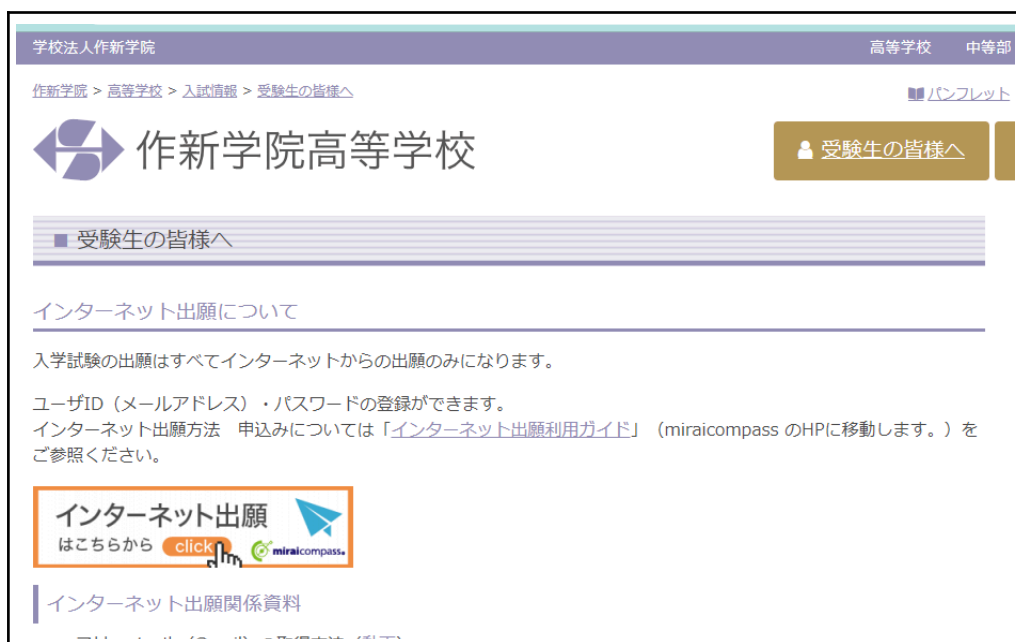 学校法人作新学院
高等学校 中等部
作新学院 > 高等学校 > 入試情報 > 受験生の皆様へ
パンフレット
作新学院高等学校
受験生の皆様へ
■ 受験生の皆様へ
インターネット出願について
入学試験の出願はすべてインターネットからの出願のみになります。
ユーザID（メールアドレス）・パスワードの登録ができます。
インターネット出願方法　申込みについては「インターネット出願利用ガイド」（miraicompass のHPに移動します。）を
ご参照ください。
インターネット出願
はこちらから click miraicompass
インターネット出願関係資料